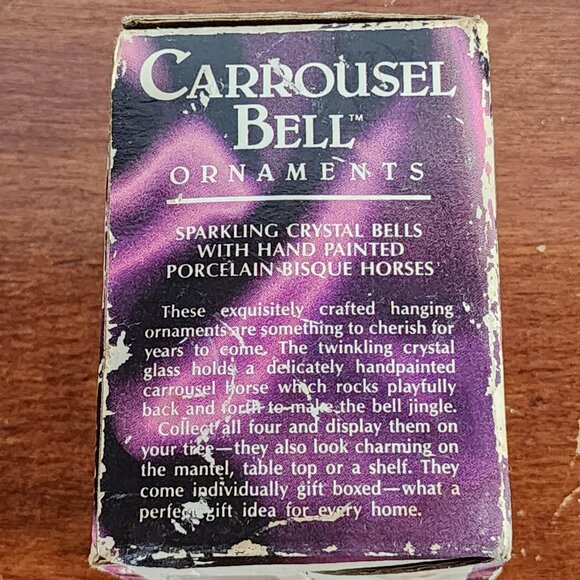 CARROUSEL
BELL™
ORNAMENTS
SPARKLING CRYSTAL BELLS
WITH HAND PAINTED
PORCELAIN BISQUE HORSES
These exquisitely crafted hanging
ornaments are something to cherish for
years to come. The twinkling crystal
glass holds a delicately handpainted
carrousel horse which rocks playfully
back and forth to make the bell jingle.
Collect all four and display them on
your tree—they also look charming on
the mantel, table top or a shelf. They
come individually gift boxed—what a
perfect gift idea for every home.